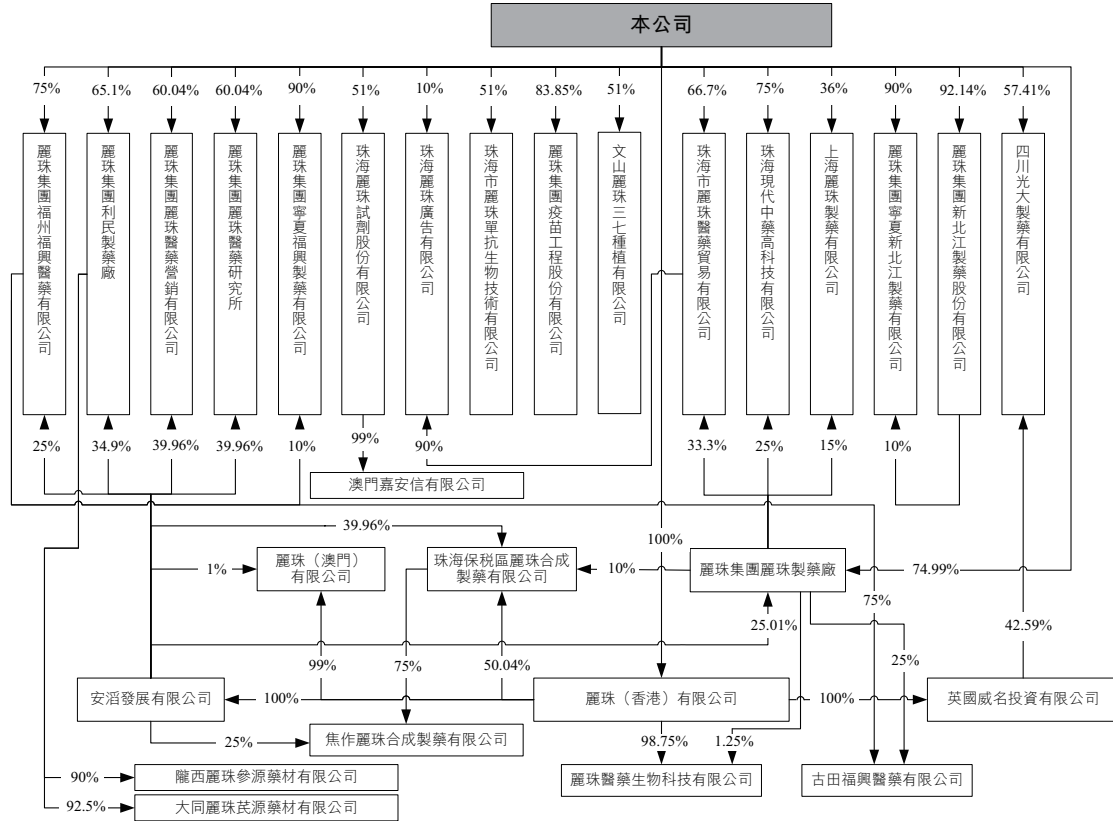 本公司
75%
65.1%
60.04%
60.04%
90%
51%
10%
51%
83.85%
51%
66.7%
75%
36%
90%
92.14%
57.41%
麗珠集團福州福興醫藥有限公司
麗珠集團利民製藥廠
麗珠集團麗珠醫藥營銷有限公司
麗珠集團麗珠醫藥研究所
麗珠集團寧夏福興製藥有限公司
珠海麗珠試劑股份有限公司
珠海麗珠廣告有限公司
珠海市麗珠單抗生物技術有限公司
麗珠集團疫苗工程股份有限公司
文山麗珠三七種植有限公司
珠海市麗珠醫藥貿易有限公司
珠海現代中藥高科技有限公司
上海麗珠製藥有限公司
麗珠集團寧夏新北江製藥有限公司
麗珠集團新北江製藥股份有限公司
四川光大製藥有限公司
25%
34.9%
39.96%
39.96%
10%
99%
90%
33.3%
25%
15%
10%
澳門嘉安信有限公司
39.96%
100%
1%
麗珠（澳門）
有限公司
珠海保税區麗珠合成
製藥有限公司
10%
麗珠集團麗珠製藥廠
74.99%
75%
25.01%
42.59%
99%
75%
50.04%
25%
安滔發展有限公司
100%
麗珠（香港）有限公司
100%
英國威名投資有限公司
25%
焦作麗珠合成製藥有限公司
98.75%
1.25%
90%
隴西麗珠參源藥材有限公司
麗珠醫藥生物科技有限公司
古田福興醫藥有限公司
92.5%
大同麗珠芪源藥材有限公司